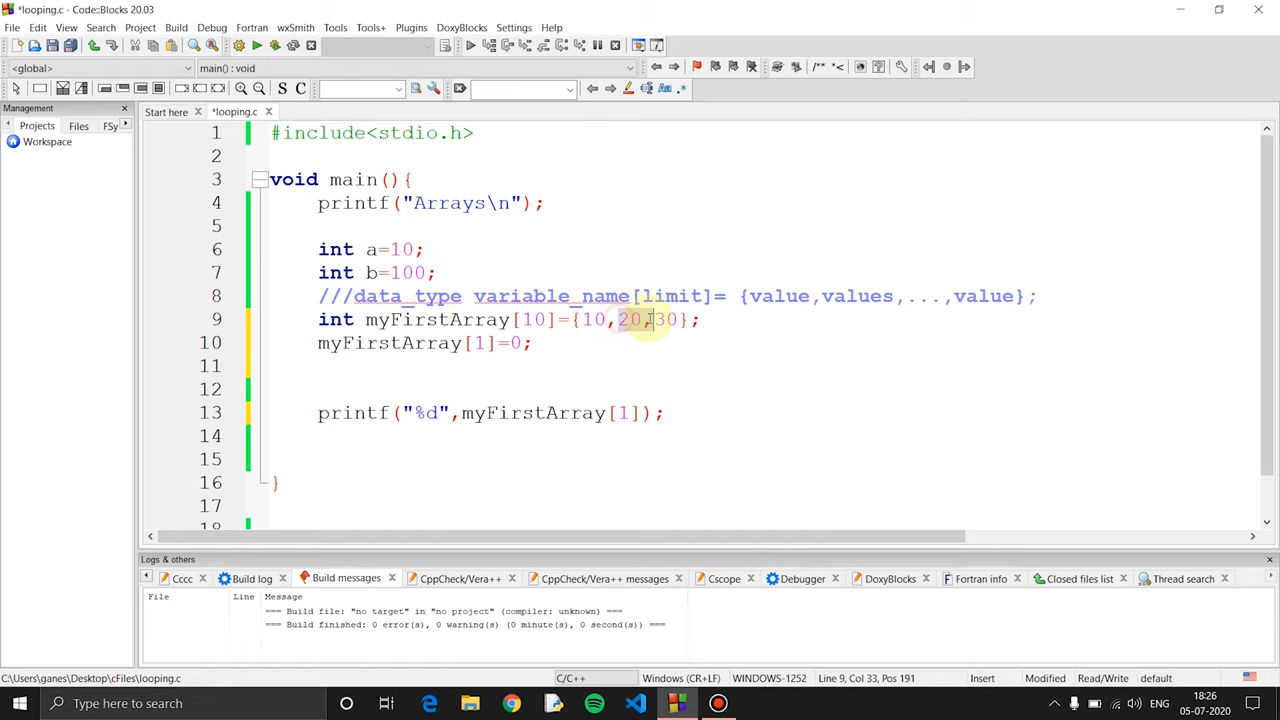 *looping.c - Code::Blocks 20.03
File Edit View Search Project Build Debug Fortran wxSmith Tools Tools+ Plugins DoxyBlocks Settings Help
<global> main() : void
S C
Management
Projects Files FSy
Workspace
Start here *looping.c
1 #include<stdio.h>
2
3 void main(){
4 printf("Arrays\n");
5
6 int a=10;
7 int b=100;
8 ///data_type variable_name[limit]= {value,values,...,value};
9 int myFirstArray[10]={10,20,30};
10 myFirstArray[1]=0;
11
12
13 printf("%d",myFirstArray[1]);
14
15
16 }
17
18
Logs & others
Cccc Build log Build messages CppCheck/Vera++ CppCheck/Vera++ messages Cscope Debugger DoxyBlocks Fortran info Closed files list Thread search
File Line Message
=== Build file: "no target" in "no project" (compiler: unknown) ===
=== Build finished: 0 error(s), 0 warning(s) (0 minute(s), 0 second(s)) ===
C:\Users\ganes\Desktop\cFiles\looping.c C/C++ Windows (CR+LF) WINDOWS-1252 Line 9, Col 33, Pos 191 Insert Modified Read/Write default
Type here to search
ENG
18:26
05-07-2020